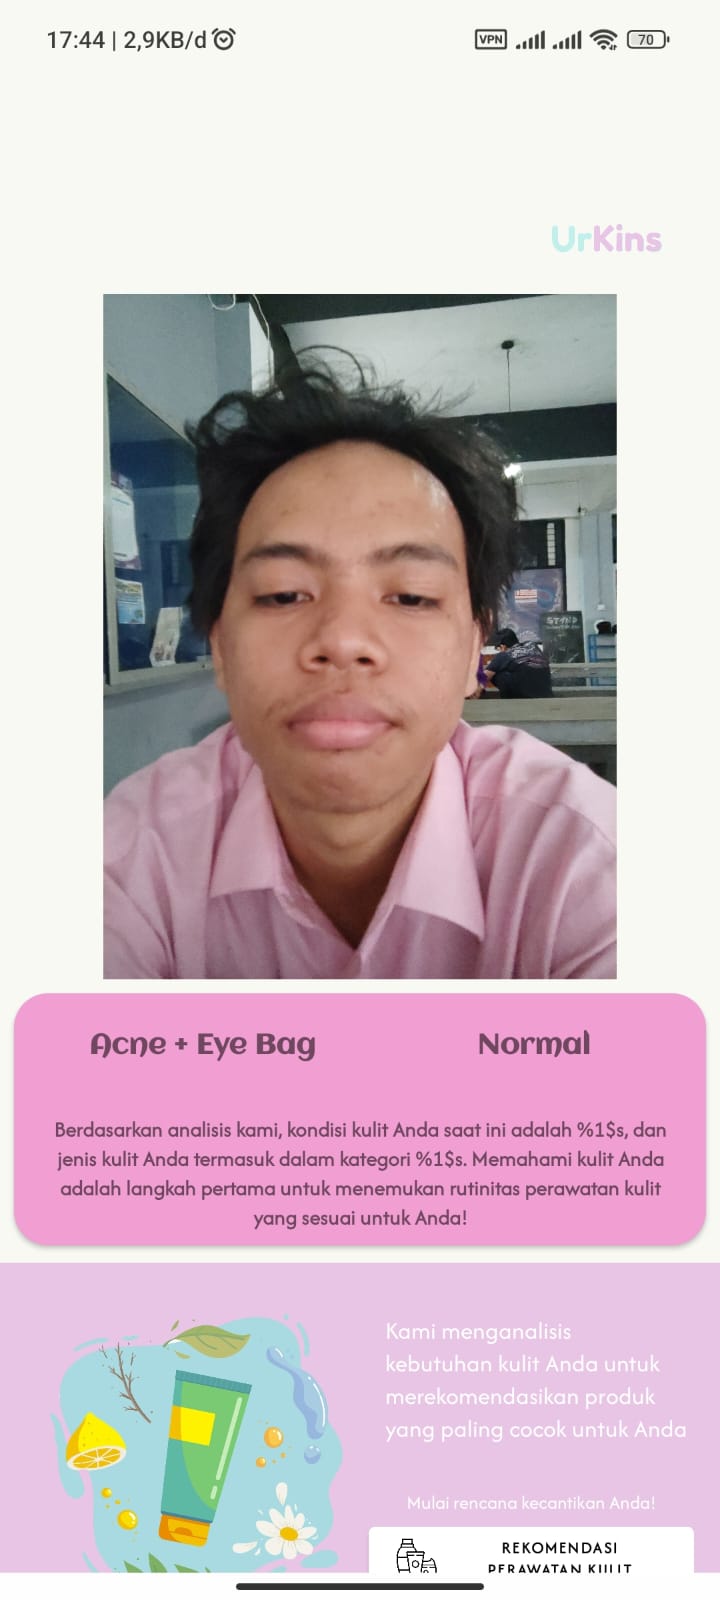 17:44 | 2,9KB/d
VPN
70
UrKins
STAND
Acne + Eye Bag
Normal
Berdasarkan analisis kami, kondisi kulit Anda saat ini adalah %1$s, dan
jenis kulit Anda termasuk dalam kategori %1$s. Memahami kulit Anda
adalah langkah pertama untuk menemukan rutinitas perawatan kulit
yang sesuai untuk Anda!
Kami menganalisis
kebutuhan kulit Anda untuk
merekomendasikan produk
yang paling cocok untuk Anda
Mulai rencana kecantikan Anda!
REKOMENDASI
PERAWATAN KULIT